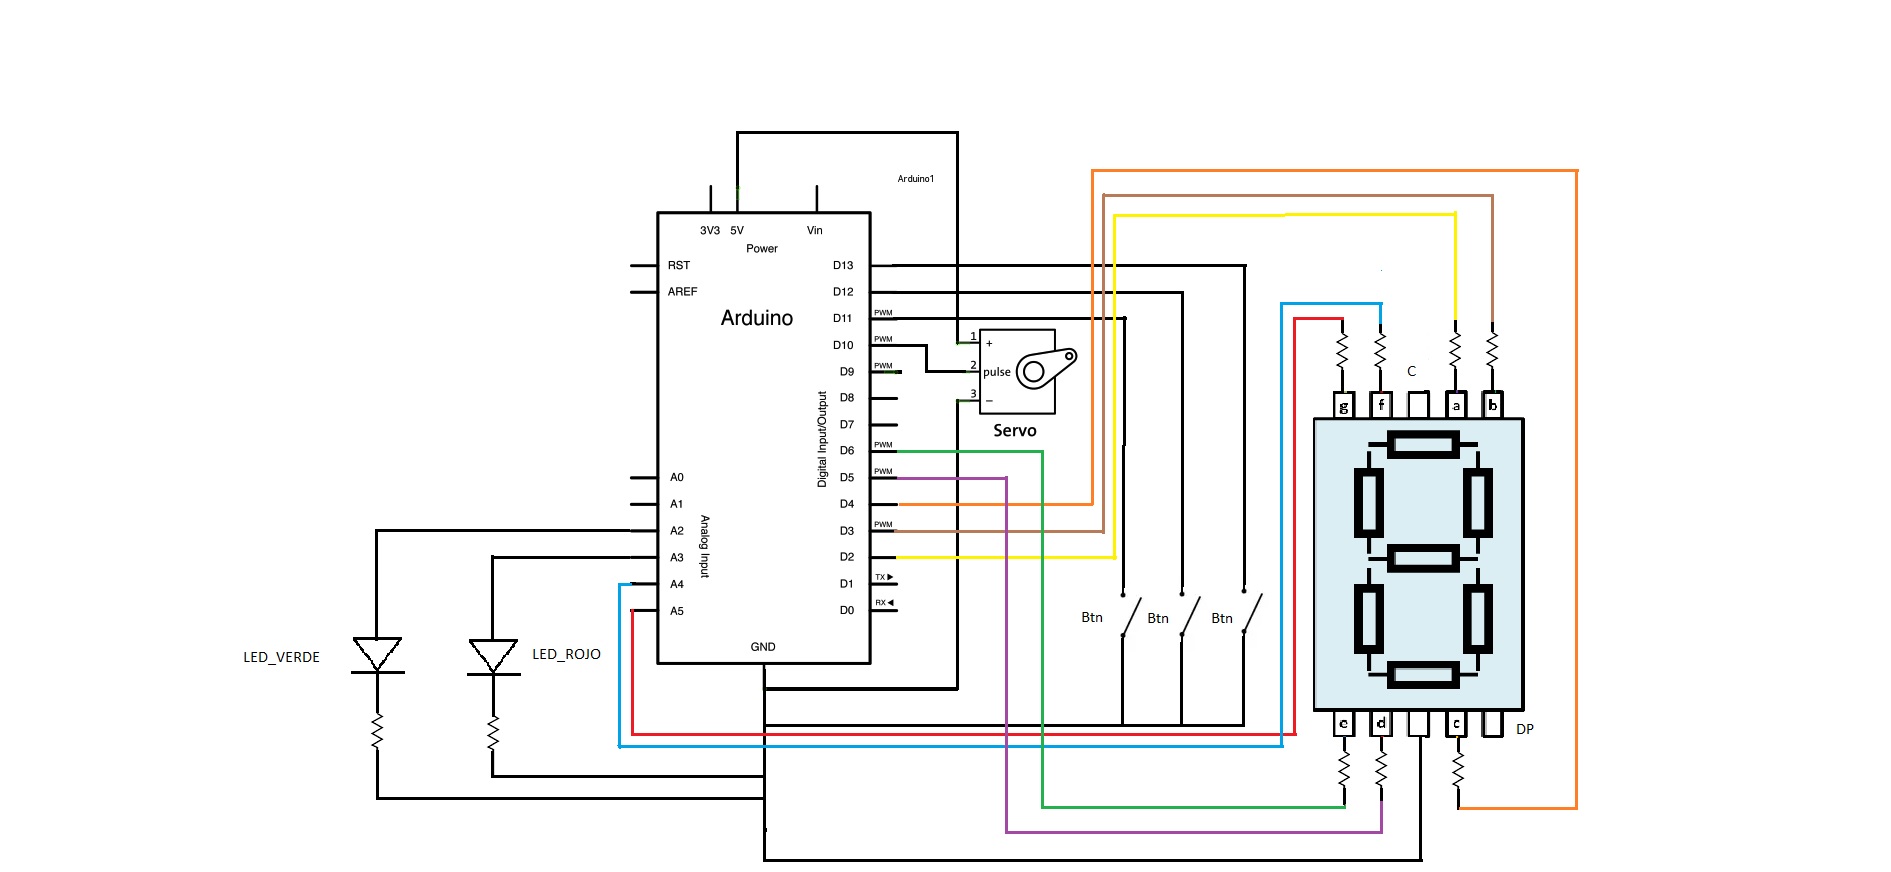 Arduino1
3V3 5V Vin
Power
RST
AREF
Arduino
A0
A1
A2
A3
A4
A5
Analog Input
D13
D12
PWM
D11
PWM
D10
PWM
D9
D8
D7
PWM
D6
PWM
D5
D4
PWM
D3
D2
TX
D1
RX
D0
Digital Input/Output
GND
1 +
2 pulse
3 −
Servo
LED_VERDE
LED_ROJO
Btn
Btn
Btn
C
g f a b
e d c
DP